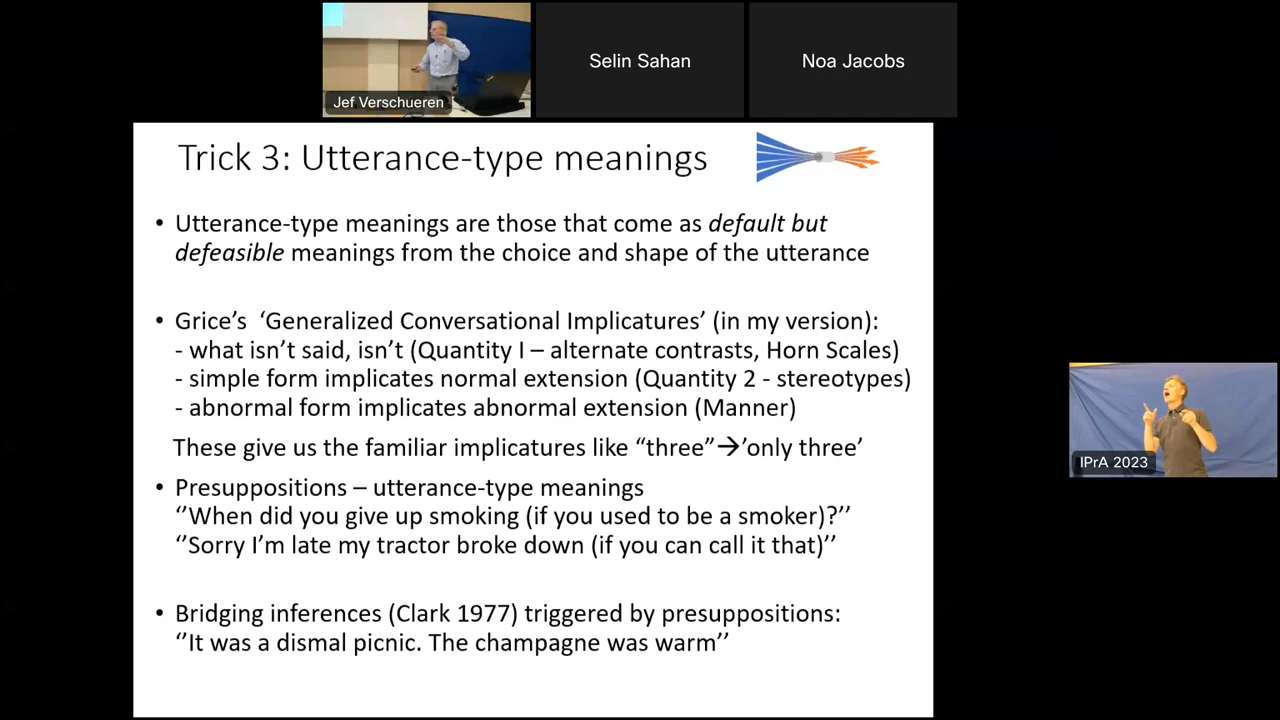 Jef Verschueren
Selin Sahan
Noa Jacobs
Trick 3: Utterance-type meanings
• Utterance-type meanings are those that come as default but
defeasible meanings from the choice and shape of the utterance
• Grice’s ‘Generalized Conversational Implicatures’ (in my version):
- what isn’t said, isn’t (Quantity I – alternate contrasts, Horn Scales)
- simple form implicates normal extension (Quantity 2 - stereotypes)
- abnormal form implicates abnormal extension (Manner)
These give us the familiar implicatures like “three”→’only three’
• Presuppositions – utterance-type meanings
‘’When did you give up smoking (if you used to be a smoker)?’’
‘’Sorry I’m late my tractor broke down (if you can call it that)’’
• Bridging inferences (Clark 1977) triggered by presuppositions:
‘’It was a dismal picnic. The champagne was warm’’
IPrA 2023